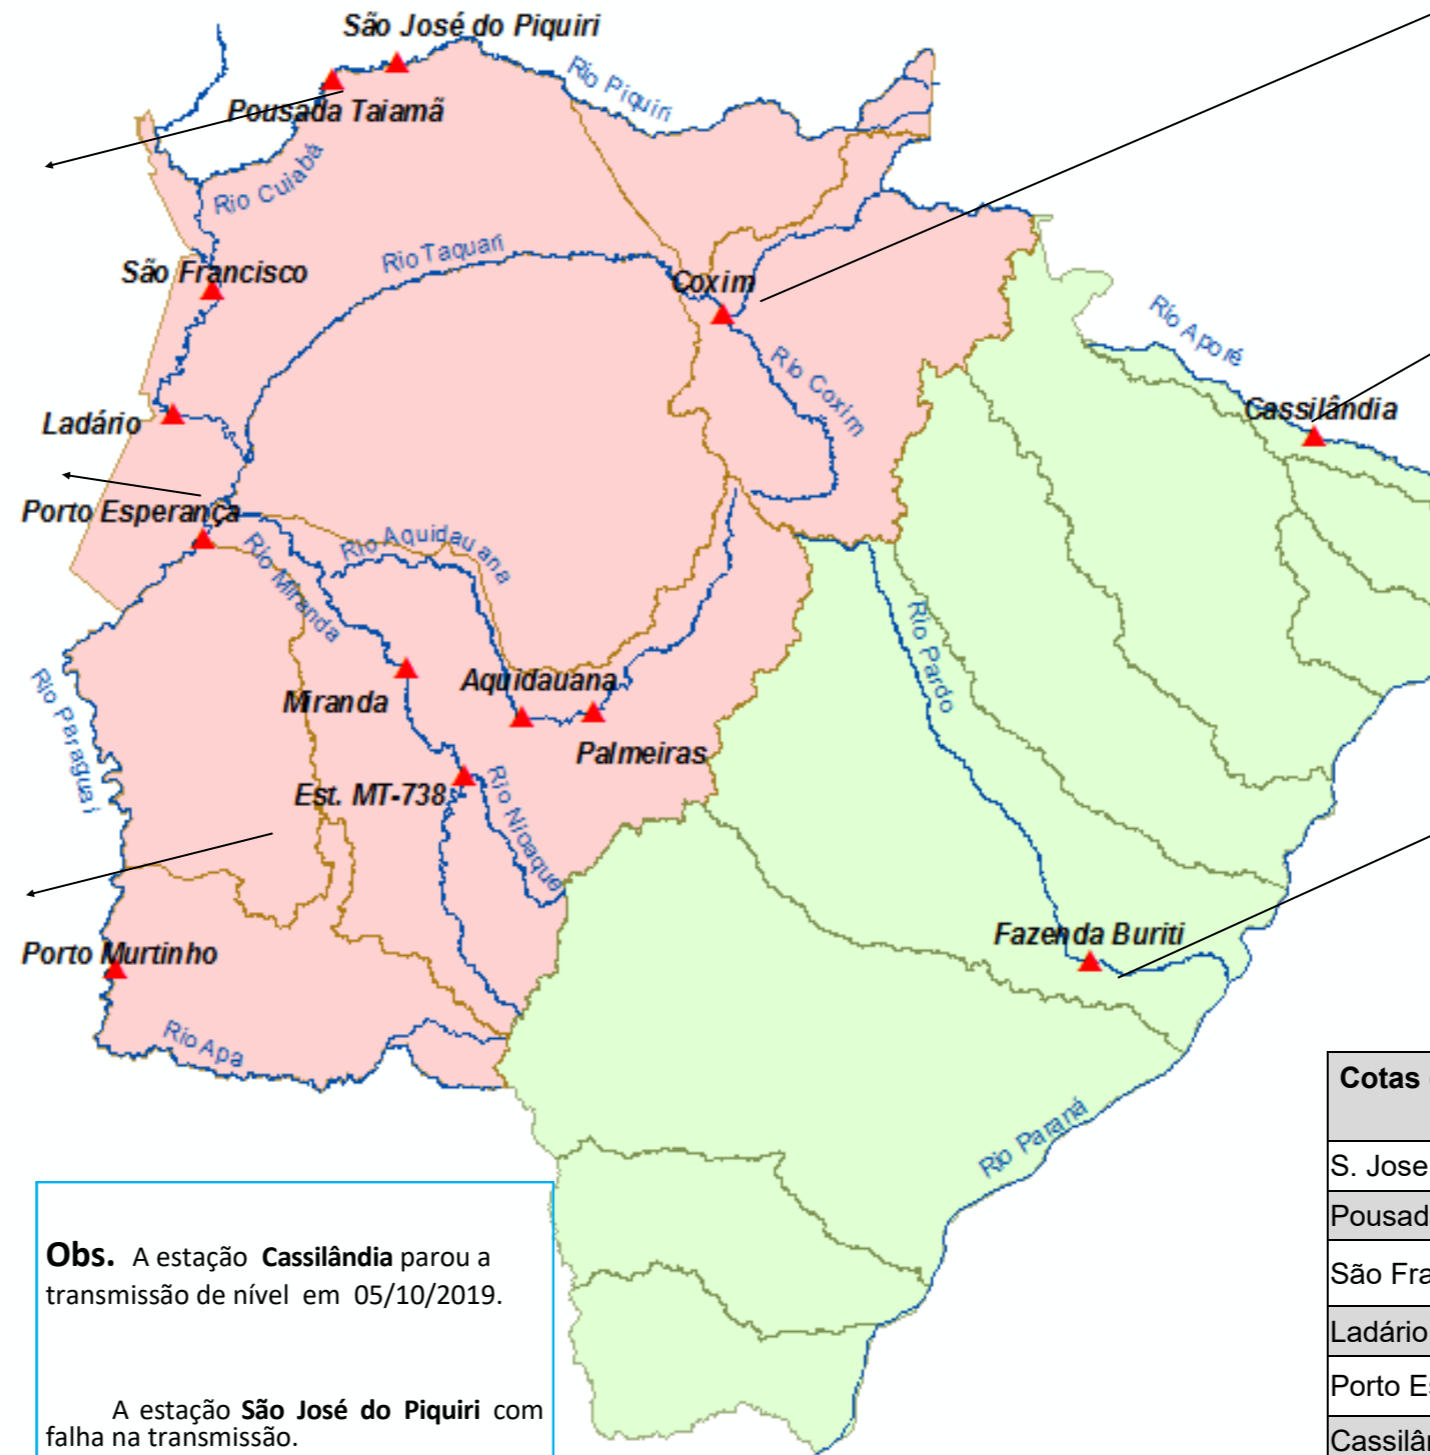 São José do Piquiri
Rio Piquiri
Pousada Taiamã
Rio Cuiabá
Rio Taquari
São Francisco
Coxim
Rio Aporé
Rio Coxim
Cassilândia
Ladário
Porto Esperança
Rio Aquidauana
Rio Miranda
Rio Pardo
Rio Paraguai
Miranda
Aquidauana
Palmeiras
Est. MT-738
Rio Nioaque
Porto Murtinho
Fazenda Buriti
Rio Apa
Rio Paraná
Cotas
S. Jose
Pousad
São Fra
Ladário
Porto Es
Cassilân
Obs. A estação Cassilândia parou a
transmissão de nível em 05/10/2019.
A estação São José do Piquiri com
falha na transmissão.